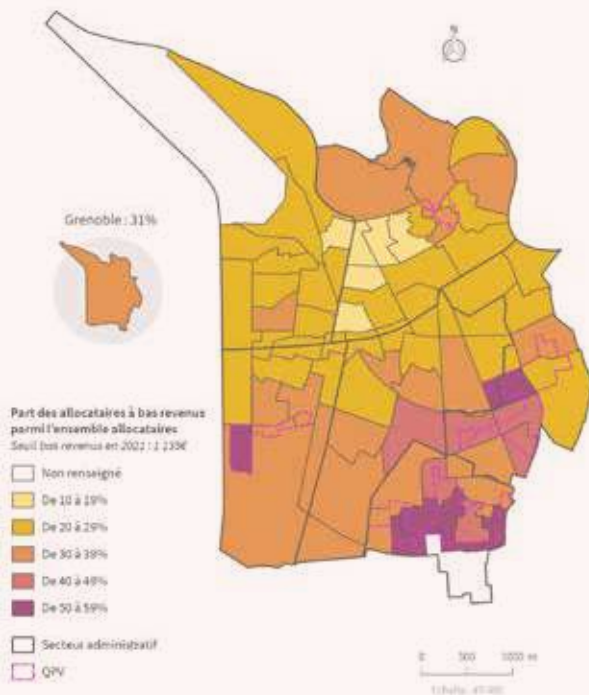 N
Grenoble : 31%
Part des allocataires à bas revenus
parmi l'ensemble allocataires
Seuil bas revenus en 2021 : 1 135€
Non renseigné
De 10 à 19%
De 20 à 29%
De 30 à 39%
De 40 à 49%
De 50 à 59%
Secteur administratif
QPV
0 500 1000 m